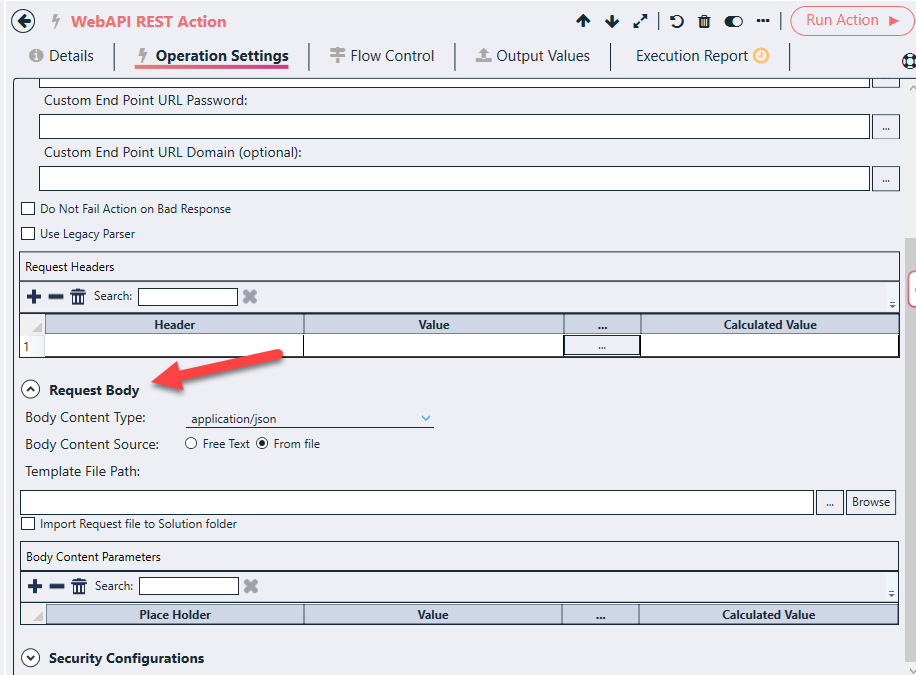 WebAPI REST Action
Run Action
Details
Operation Settings
Flow Control
Output Values
Execution Report
Custom End Point URL Password:
...
Custom End Point URL Domain (optional):
...
Do Not Fail Action on Bad Response
Use Legacy Parser
Request Headers
Search:
Header Value ... Calculated Value
1 ...
Request Body
Body Content Type: application/json
Body Content Source: Free Text From file
Template File Path:
... Browse
Import Request file to Solution folder
Body Content Parameters
Search:
Place Holder Value ... Calculated Value
Security Configurations